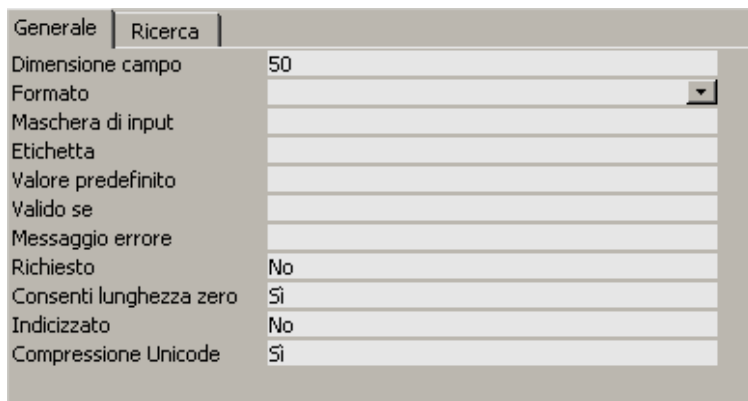 Generale Ricerca
Dimensione campo 50
Formato
Maschera di input
Etichetta
Valore predefinito
Valido se
Messaggio errore
Richiesto No
Consenti lunghezza zero Sì
Indicizzato No
Compressione Unicode Sì